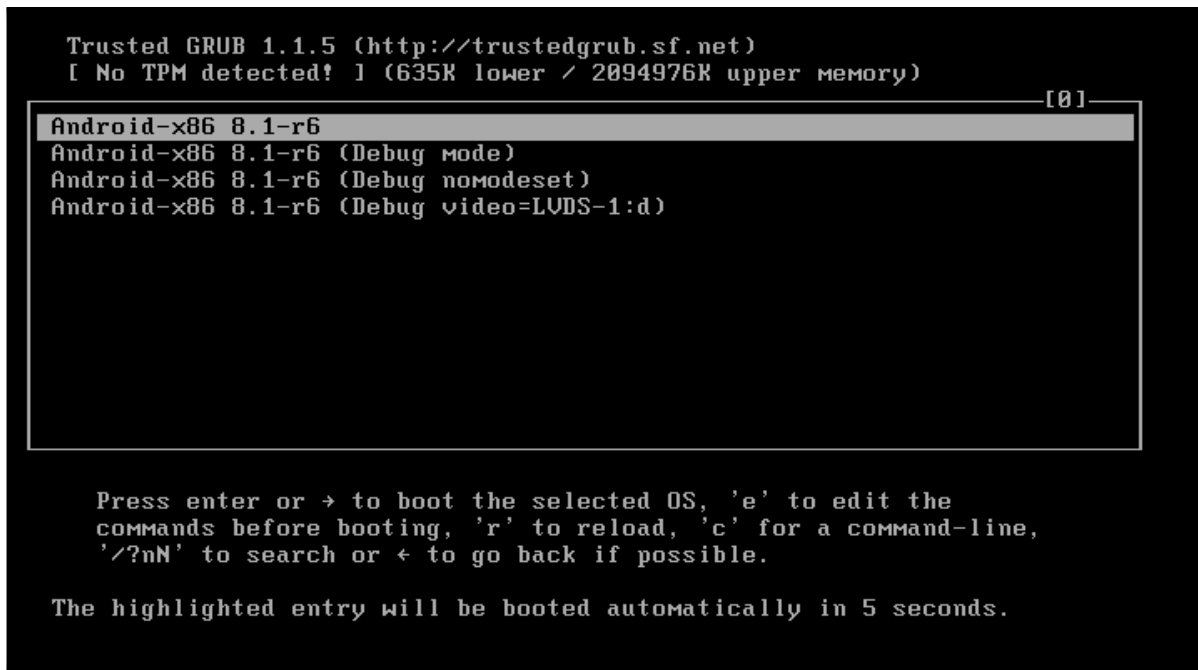 Trusted GRUB 1.1.5 (http://trustedgrub.sf.net)
[ No TPM detected! ] (635K lower / 2094976K upper memory)
[0]
Android-x86 8.1-r6
Android-x86 8.1-r6 (Debug mode)
Android-x86 8.1-r6 (Debug nomodeset)
Android-x86 8.1-r6 (Debug video=LVDS-1:d)
Press enter or → to boot the selected OS, 'e' to edit the
commands before booting, 'r' to reload, 'c' for a command-line,
'/?nN' to search or ← to go back if possible.
The highlighted entry will be booted automatically in 5 seconds.